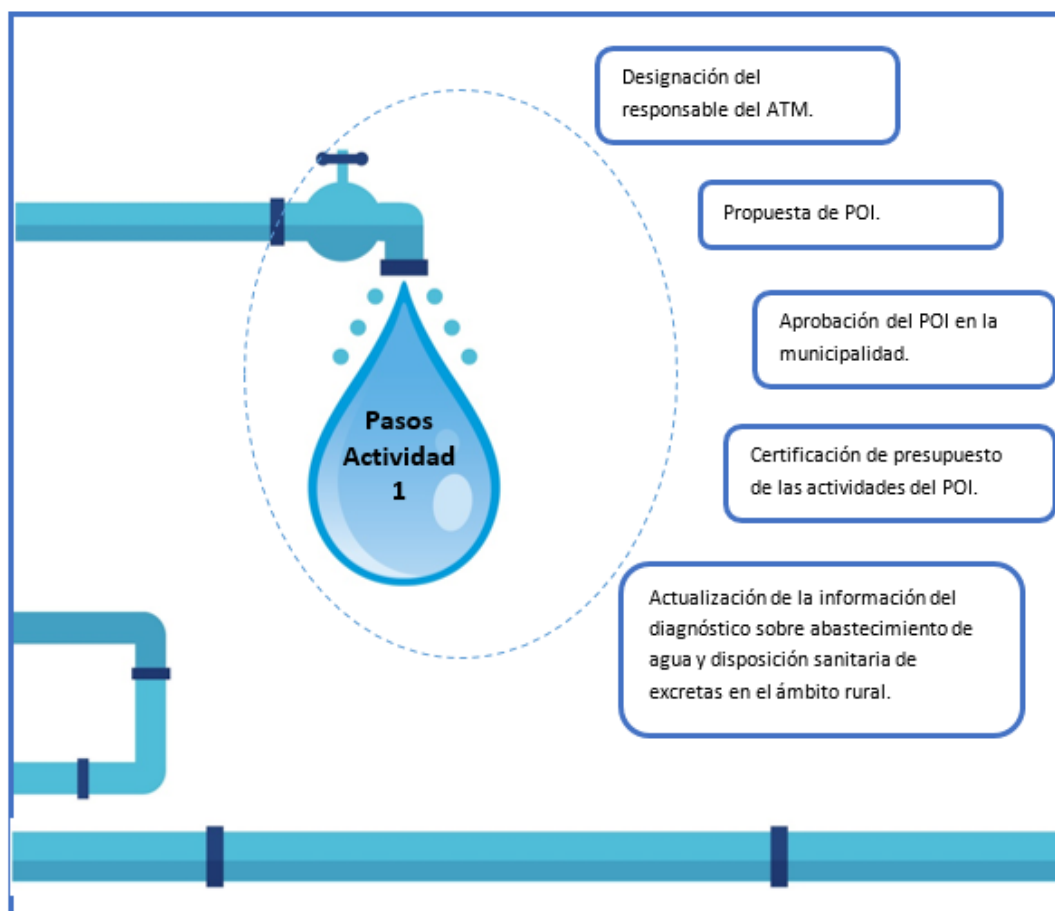 Designación del
responsable del ATM.
Propuesta de POI.
Aprobación del POI en la
municipalidad.
Pasos
Actividad
1
Certificación de presupuesto
de las actividades del POI.
Actualización de la información del
diagnóstico sobre abastecimiento de
agua y disposición sanitaria de
excretas en el ámbito rural.